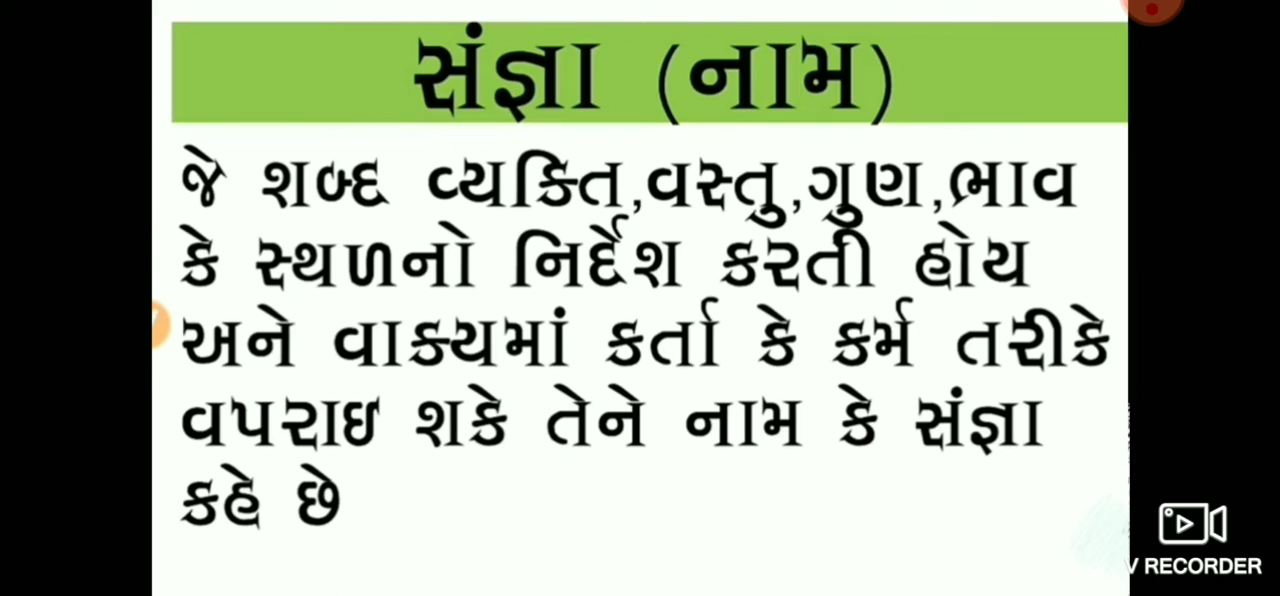 સંજ્ઞા (નામ)
જે શબ્દ વ્યક્તિ,વસ્તુ,ગુણ,ભાવ
કે સ્થળનો નિર્દેશ કરતી હોય
અને વાક્યમાં કર્તા કે કર્મ તરીકે
વપરાઇ શકે તેને નામ કે સંજ્ઞા
કહે છે
V RECORDER